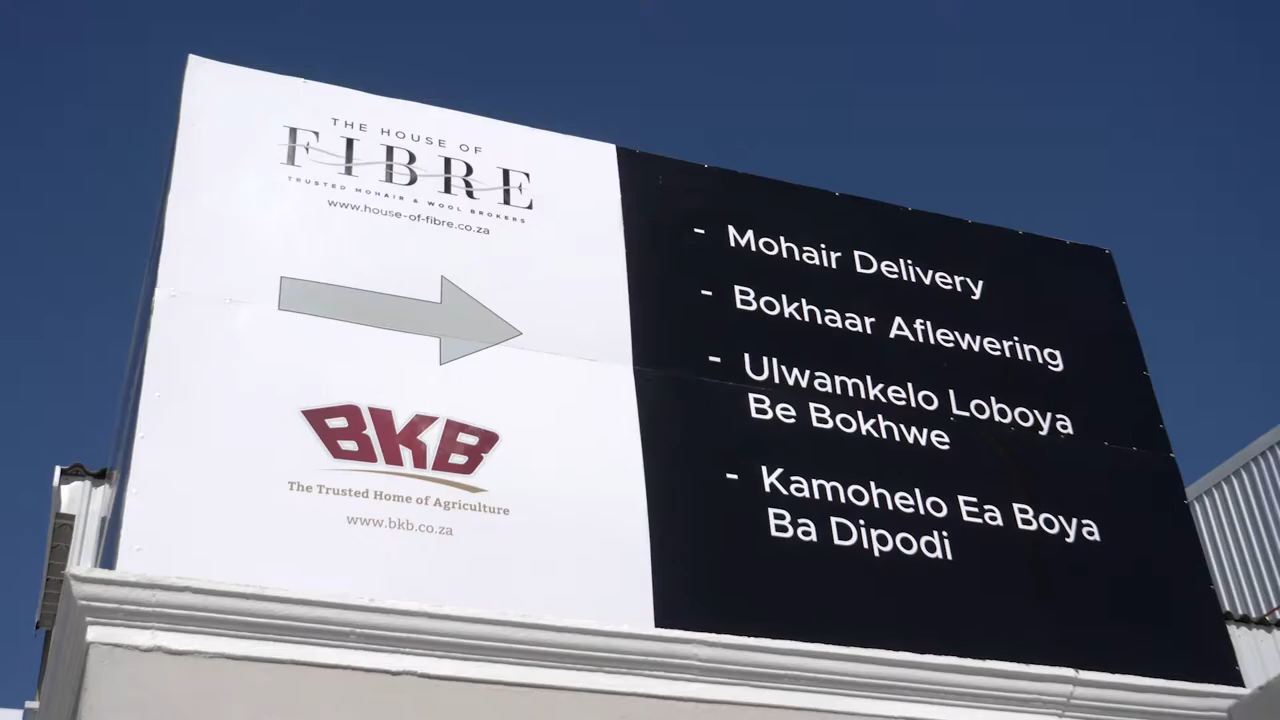 THE HOUSE OF
FIBRE
TRUSTED MOHAIR & WOOL BROKERS
www.house-of-fibre.co.za
BKB
The Trusted Home of Agriculture
www.bkb.co.za
- Mohair Delivery
- Bokhaar Aflewering
- Ulwamkelo Loboya
Be Bokhwe
- Kamohelo Ea Boya
Ba Dipodi